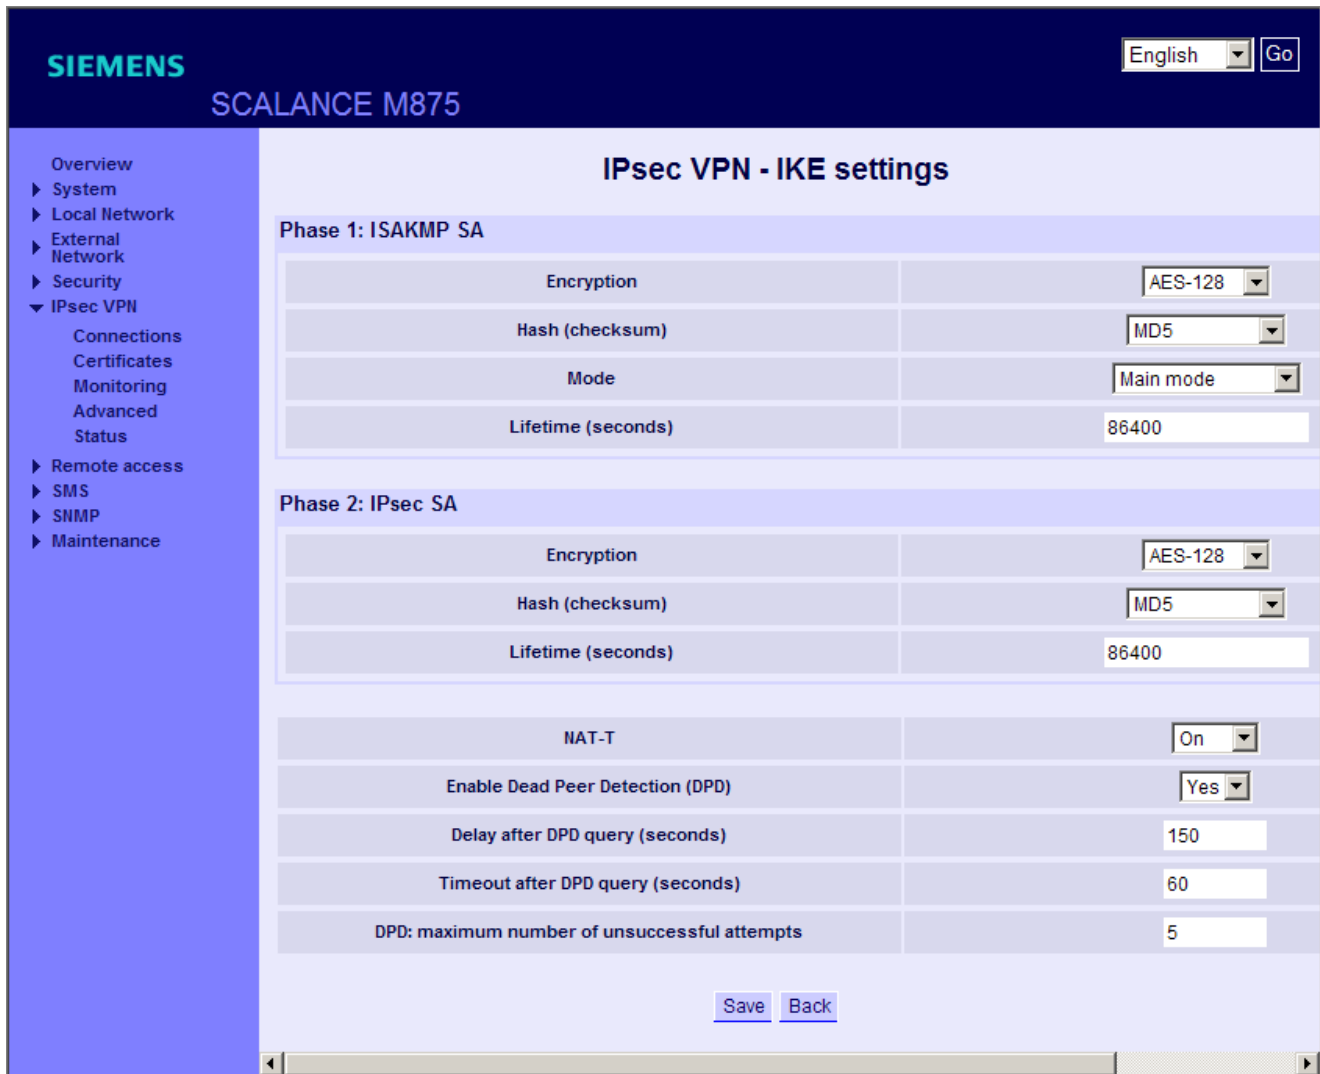 SIEMENS
English Go
SCALANCE M875
Overview
System
Local Network
External
Network
Security
IPsec VPN
Connections
Certificates
Monitoring
Advanced
Status
Remote access
SMS
SNMP
Maintenance
IPsec VPN - IKE settings
Phase 1: ISAKMP SA
Encryption AES-128
Hash (checksum) MD5
Mode Main mode
Lifetime (seconds) 86400
Phase 2: IPsec SA
Encryption AES-128
Hash (checksum) MD5
Lifetime (seconds) 86400
NAT-T On
Enable Dead Peer Detection (DPD) Yes
Delay after DPD query (seconds) 150
Timeout after DPD query (seconds) 60
DPD: maximum number of unsuccessful attempts 5
Save Back